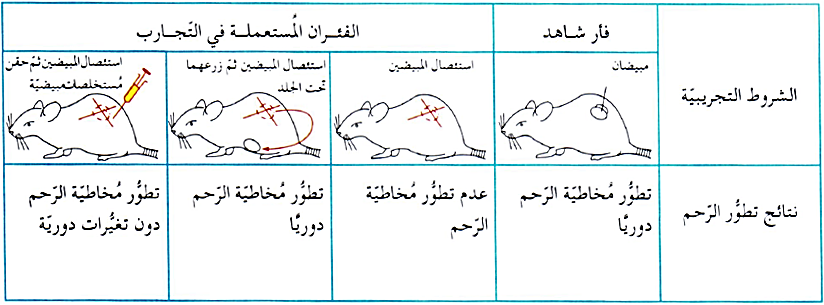 فأر شـاهد
الفئـران المُستعملـة في التّجـارب
الشروط التجريبيّة
مبيضان
استئصال المبيضين
استئصال المبيضين ثمّ زرعهما
تحت الجلد
استئصال المبيضين ثمّ حقن
مُستخلصات مبيضيّة
نتائج تطوُّر الرّحم
تطوُّر مُخاطيّة الرّحم
دوريًّا
عدم تطوُّر مُخاطيّة
الرّحم
تطوُّر مُخاطيّة الرّحم
دوريًّا
تطوُّر مُخاطيّة الرّحم
دون تغيُّرات دوريّة